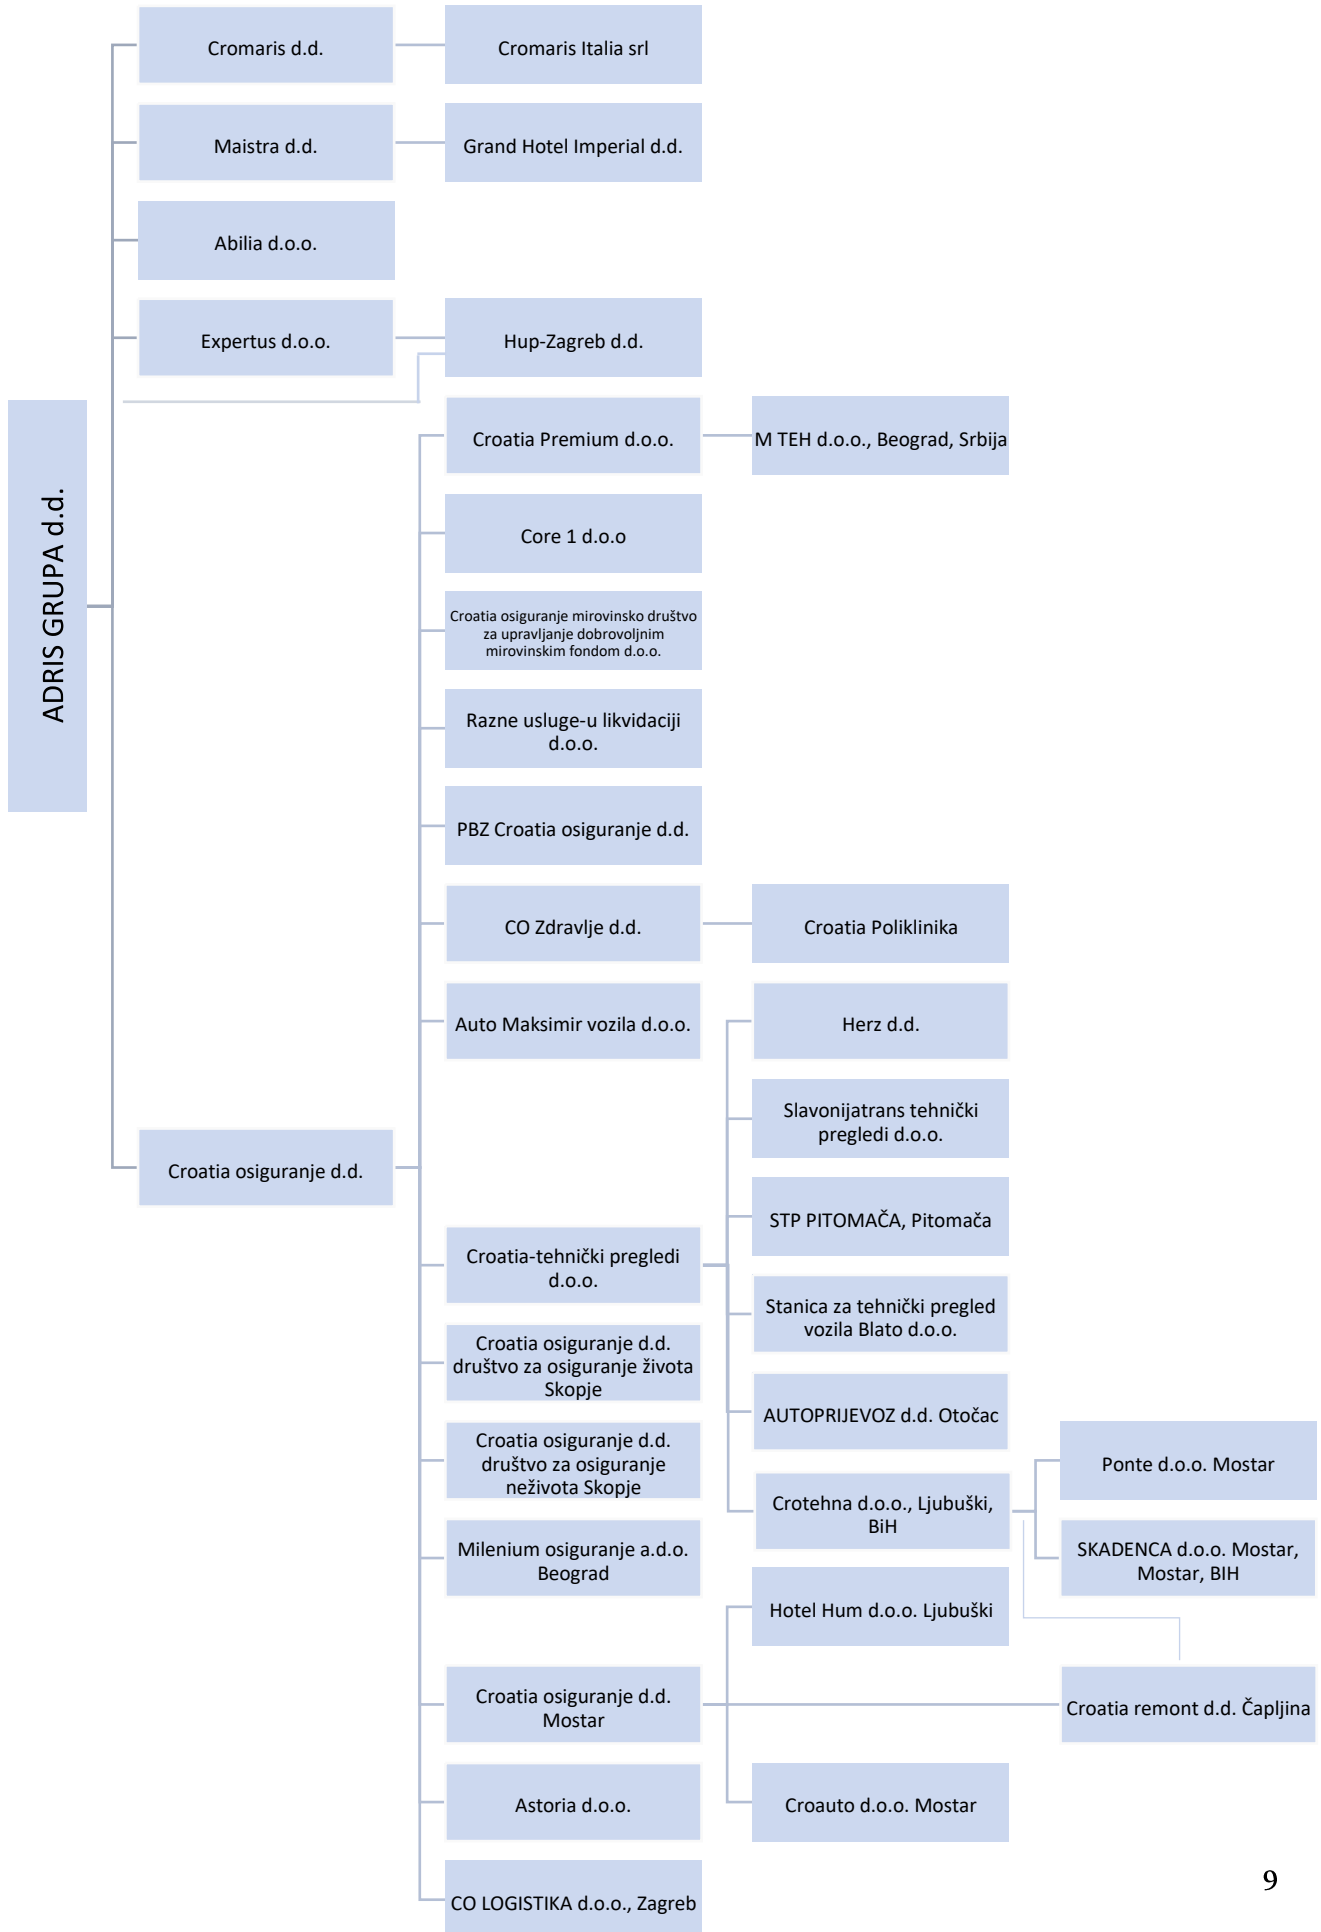 Cromaris d.d.
Cromaris Italia srl
Maistra d.d.
Grand Hotel Imperial d.d.
Abilia d.o.o.
Expertus d.o.o.
Hup-Zagreb d.d.
ADRIS GRUPA d.d.
Croatia Premium d.o.o.
M TEH d.o.o., Beograd, Srbija
Core 1 d.o.o
Croatia osiguranje mirovinsko društvo
za upravljanje dobrovoljnim
mirovinskim fondom d.o.o.
Razne usluge-u likvidaciji
d.o.o.
PBZ Croatia osiguranje d.d.
CO Zdravlje d.d.
Croatia Poliklinika
Auto Maksimir vozila d.o.o.
Herz d.d.
Slavonijatrans tehnički
pregledi d.o.o.
Croatia osiguranje d.d.
STP PITOMAČA, Pitomača
Croatia-tehnički pregledi
d.o.o.
Stanica za tehnički pregled
vozila Blato d.o.o.
Croatia osiguranje d.d.
društvo za osiguranje života
Skopje
AUTOPRIJEVOZ d.d. Otočac
Croatia osiguranje d.d.
društvo za osiguranje
neživota Skopje
Ponte d.o.o. Mostar
Crotehna d.o.o., Ljubuški,
BiH
Milenium osiguranje a.d.o.
Beograd
SKADENCA d.o.o. Mostar,
Mostar, BIH
Hotel Hum d.o.o. Ljubuški
Croatia osiguranje d.d.
Mostar
Croatia remont d.d. Čapljina
Astoria d.o.o.
Croauto d.o.o. Mostar
CO LOGISTIKA d.o.o., Zagreb
9